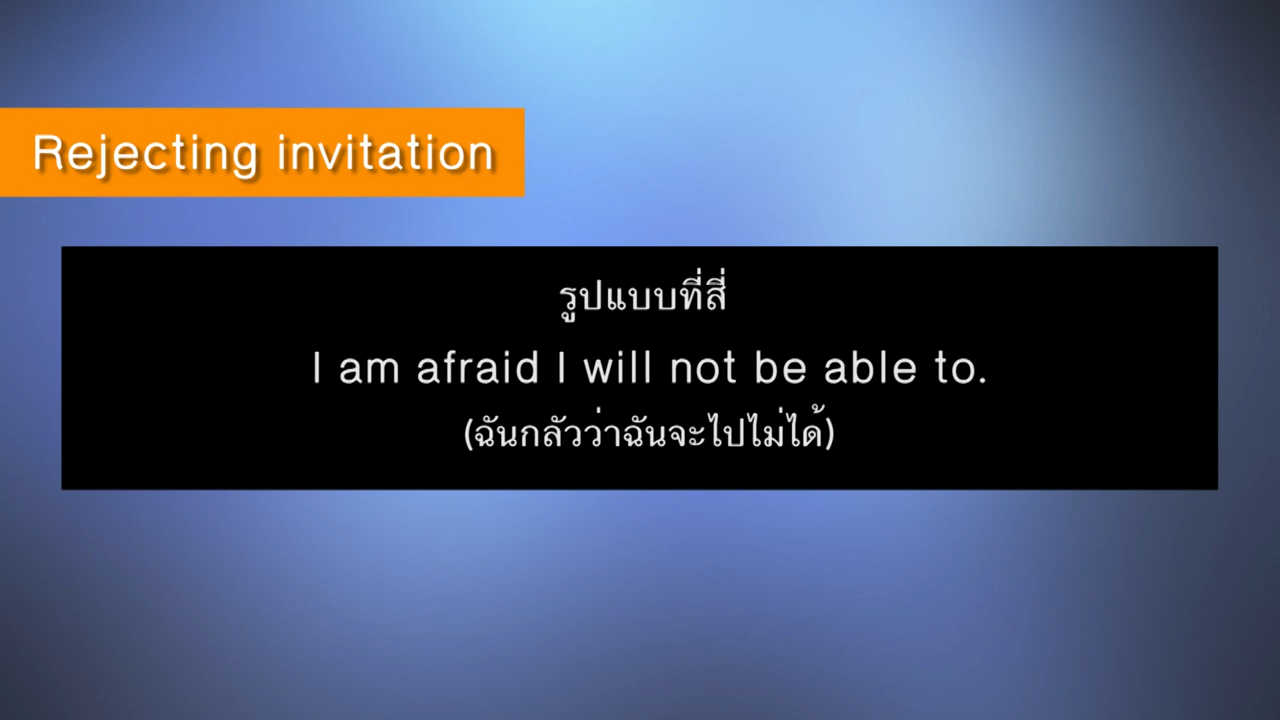 Rejecting invitation
รูปแบบที่สี่
I am afraid I will not be able to.
(ฉันกลัวว่าฉันจะไปไม่ได้)